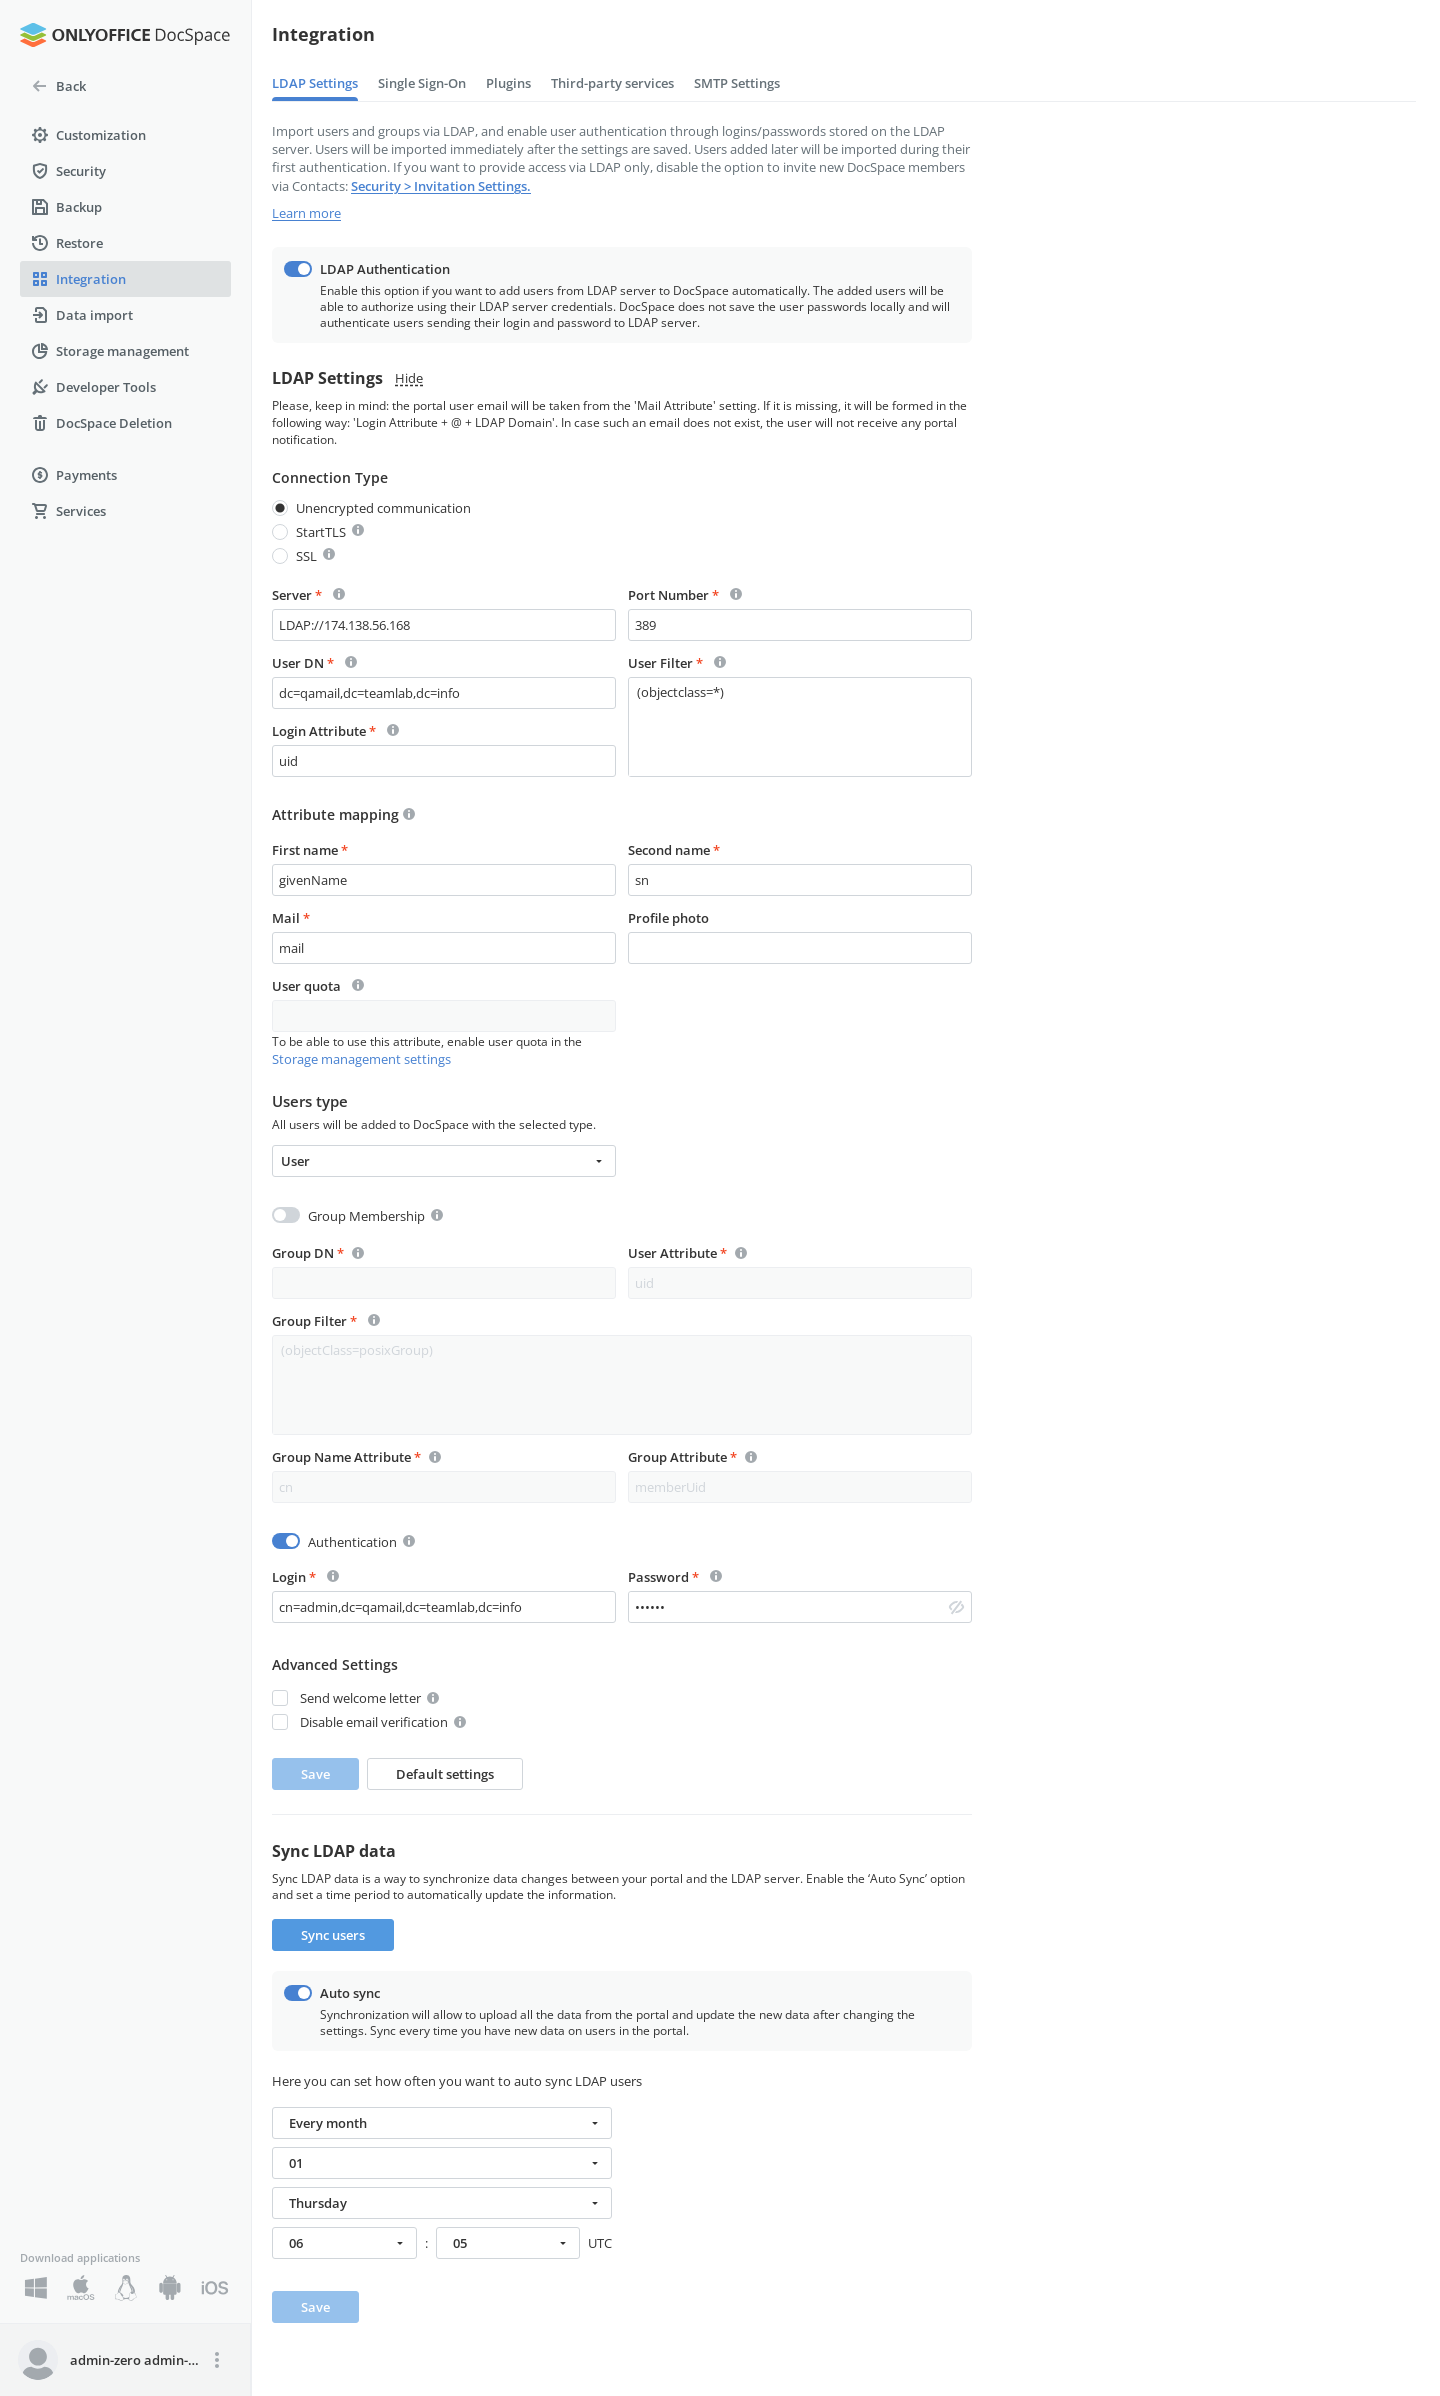 ONLYOFFICE DocSpace
Back
Customization
Security
Backup
Restore
Integration
Data import
Storage management
Developer Tools
DocSpace Deletion
Payments
Services
Download applications
macOS
iOS
admin-zero admin-...
Integration
LDAP Settings Single Sign-On Plugins Third-party services SMTP Settings
Import users and groups via LDAP, and enable user authentication through logins/passwords stored on the LDAP
server. Users will be imported immediately after the settings are saved. Users added later will be imported during their
first authentication. If you want to provide access via LDAP only, disable the option to invite new DocSpace members
via Contacts: Security > Invitation Settings.
Learn more
LDAP Authentication
Enable this option if you want to add users from LDAP server to DocSpace automatically. The added users will be
able to authorize using their LDAP server credentials. DocSpace does not save the user passwords locally and will
authenticate users sending their login and password to LDAP server.
LDAP Settings Hide
Please, keep in mind: the portal user email will be taken from the 'Mail Attribute' setting. If it is missing, it will be formed in the
following way: 'Login Attribute + @ + LDAP Domain'. In case such an email does not exist, the user will not receive any portal
notification.
Connection Type
Unencrypted communication
StartTLS
SSL
Server * Port Number *
LDAP://174.138.56.168 389
User DN * User Filter *
dc=qamail,dc=teamlab,dc=info (objectclass=*)
Login Attribute *
uid
Attribute mapping
First name * Second name *
givenName sn
Mail * Profile photo
mail
User quota
To be able to use this attribute, enable user quota in the
Storage management settings
Users type
All users will be added to DocSpace with the selected type.
User
Group Membership
Group DN * User Attribute *
uid
Group Filter *
(objectClass=posixGroup)
Group Name Attribute * Group Attribute *
cn memberUid
Authentication
Login * Password *
cn=admin,dc=qamail,dc=teamlab,dc=info ••••••
Advanced Settings
Send welcome letter
Disable email verification
Save Default settings
Sync LDAP data
Sync LDAP data is a way to synchronize data changes between your portal and the LDAP server. Enable the ‘Auto Sync’ option
and set a time period to automatically update the information.
Sync users
Auto sync
Synchronization will allow to upload all the data from the portal and update the new data after changing the
settings. Sync every time you have new data on users in the portal.
Here you can set how often you want to auto sync LDAP users
Every month
01
Thursday
06 : 05 UTC
Save